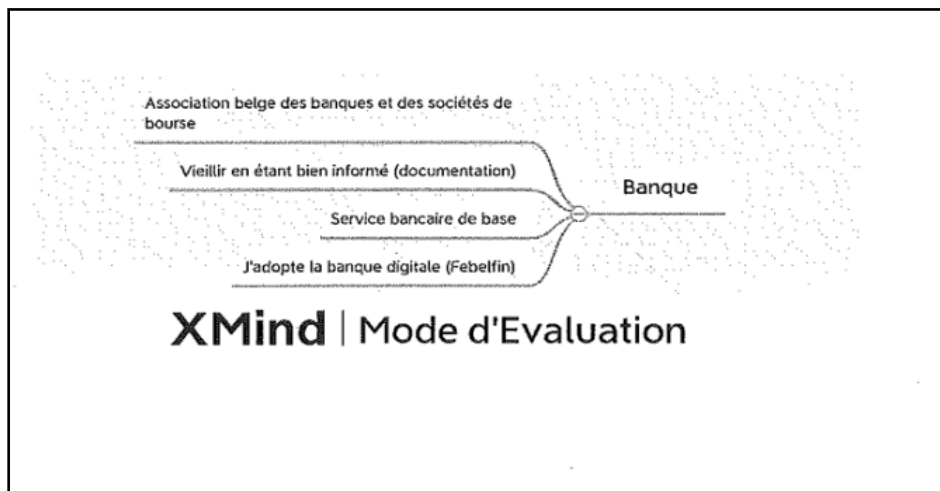 Association belge des banques et des sociétés de
bourse
Vieillir en étant bien informé (documentation)
Banque
Service bancaire de base
J'adopte la banque digitale (Febelfin)
XMind | Mode d'Evaluation